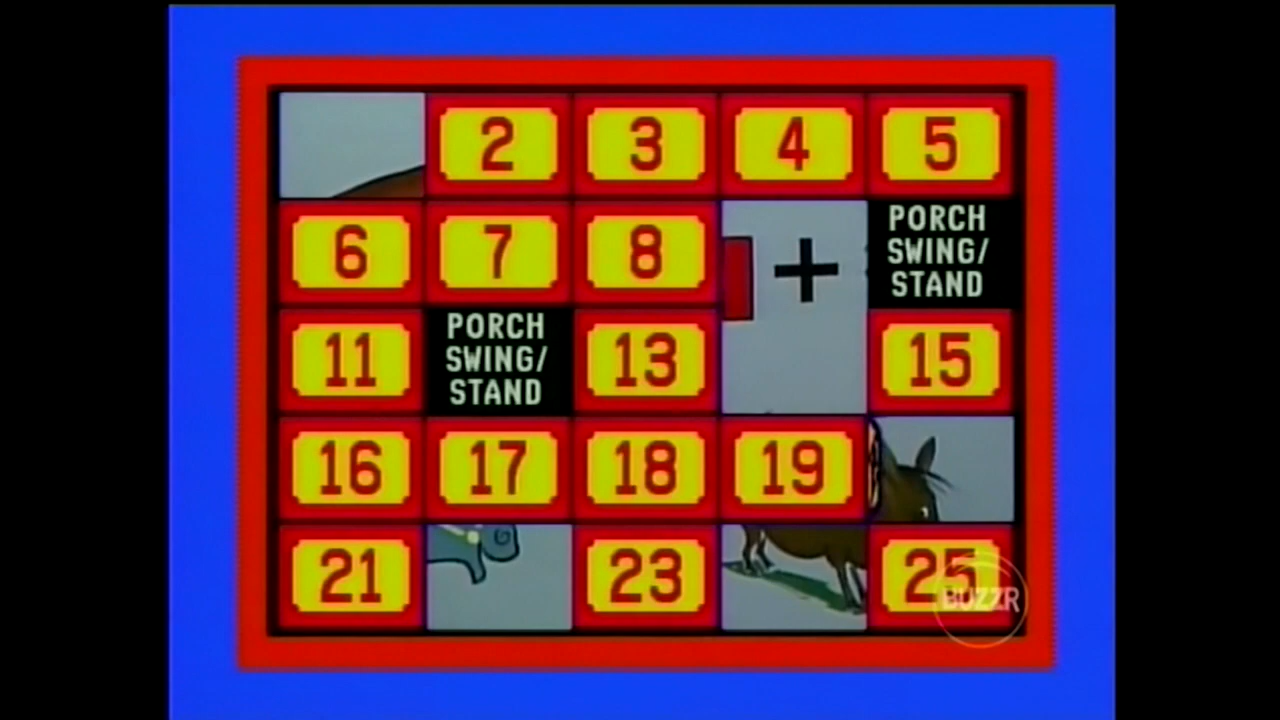 2 3 4 5
6 7 8 + PORCH SWING/ STAND
11 PORCH SWING/ STAND 13 15
16 17 18 19
21 23 25
BUZZR